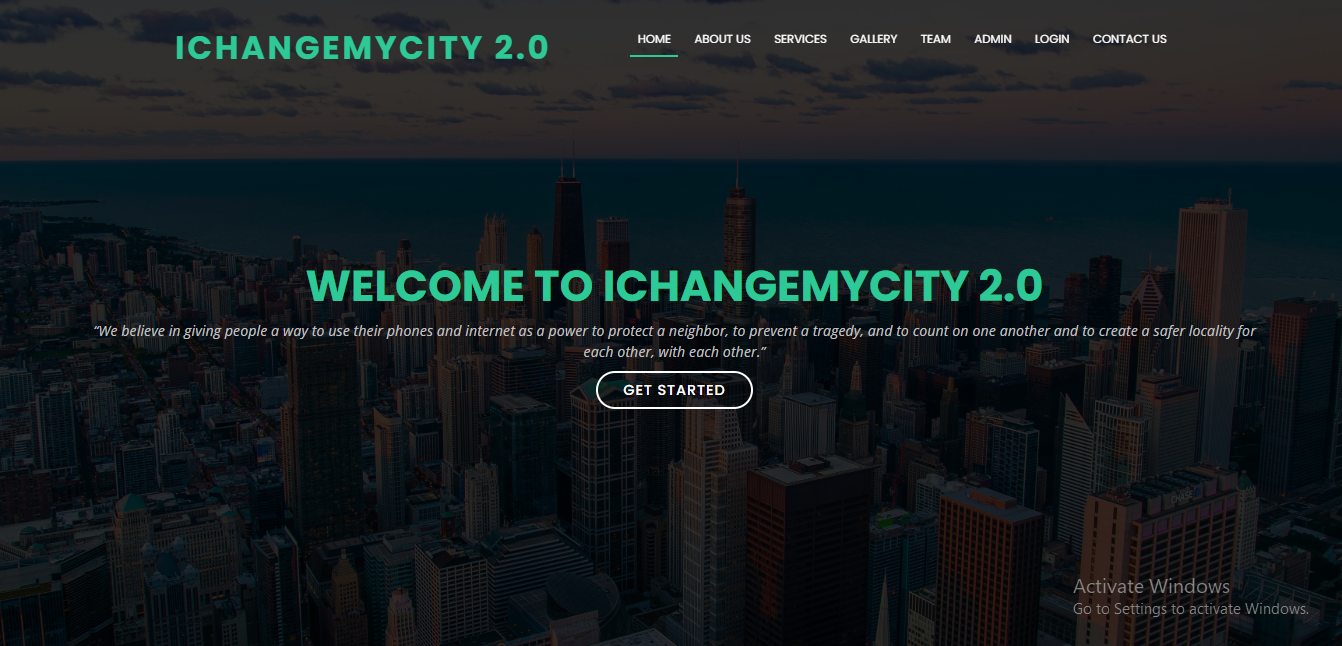 ICHANGEMYCITY 2.0
HOME ABOUT US SERVICES GALLERY TEAM ADMIN LOGIN CONTACT US
WELCOME TO ICHANGEMYCITY 2.0
“We believe in giving people a way to use their phones and internet as a power to protect a neighbor, to prevent a tragedy, and to count on one another and to create a safer locality for
each other, with each other.”
GET STARTED
Activate Windows
Go to Settings to activate Windows.